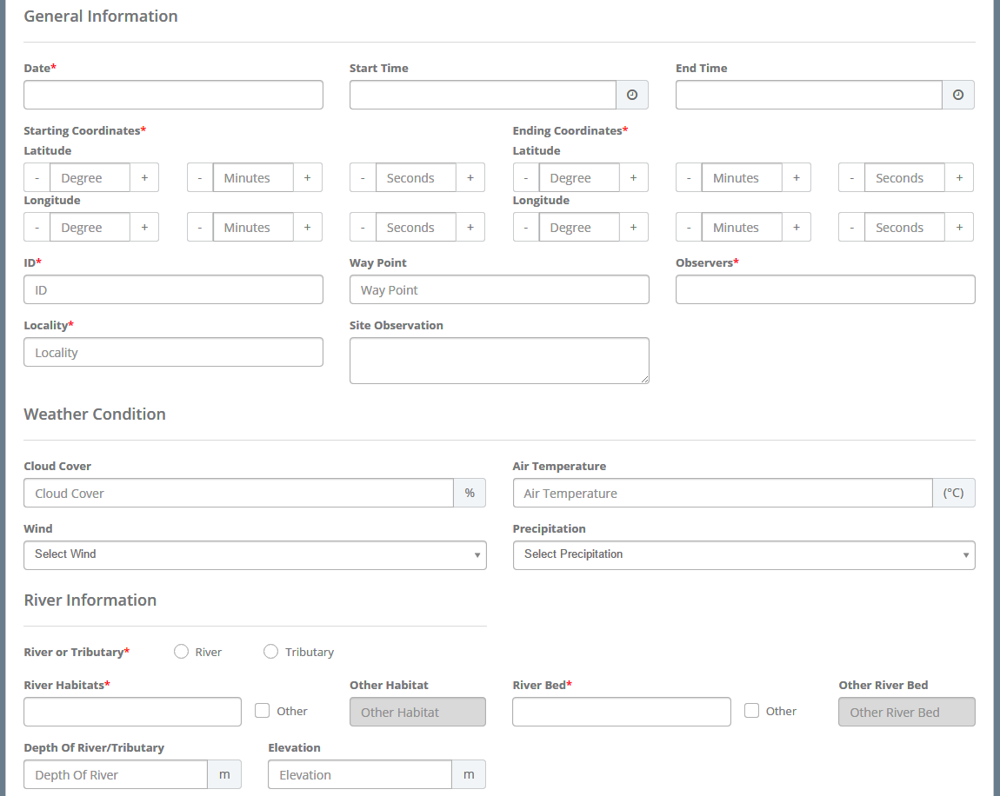 General Information
Date* Start Time End Time
Starting Coordinates* Ending Coordinates*
Latitude Latitude
- Degree + - Minutes + - Seconds + - Degree + - Minutes + - Seconds +
Longitude Longitude
- Degree + - Minutes + - Seconds + - Degree + - Minutes + - Seconds +
ID* Way Point Observers*
ID Way Point
Locality* Site Observation
Locality
Weather Condition
Cloud Cover Air Temperature
Cloud Cover % Air Temperature (°C)
Wind Precipitation
Select Wind Select Precipitation
River Information
River or Tributary* River Tributary
River Habitats* Other Habitat River Bed* Other River Bed
Other Other Habitat Other Other River Bed
Depth Of River/Tributary Elevation
Depth Of River m Elevation m